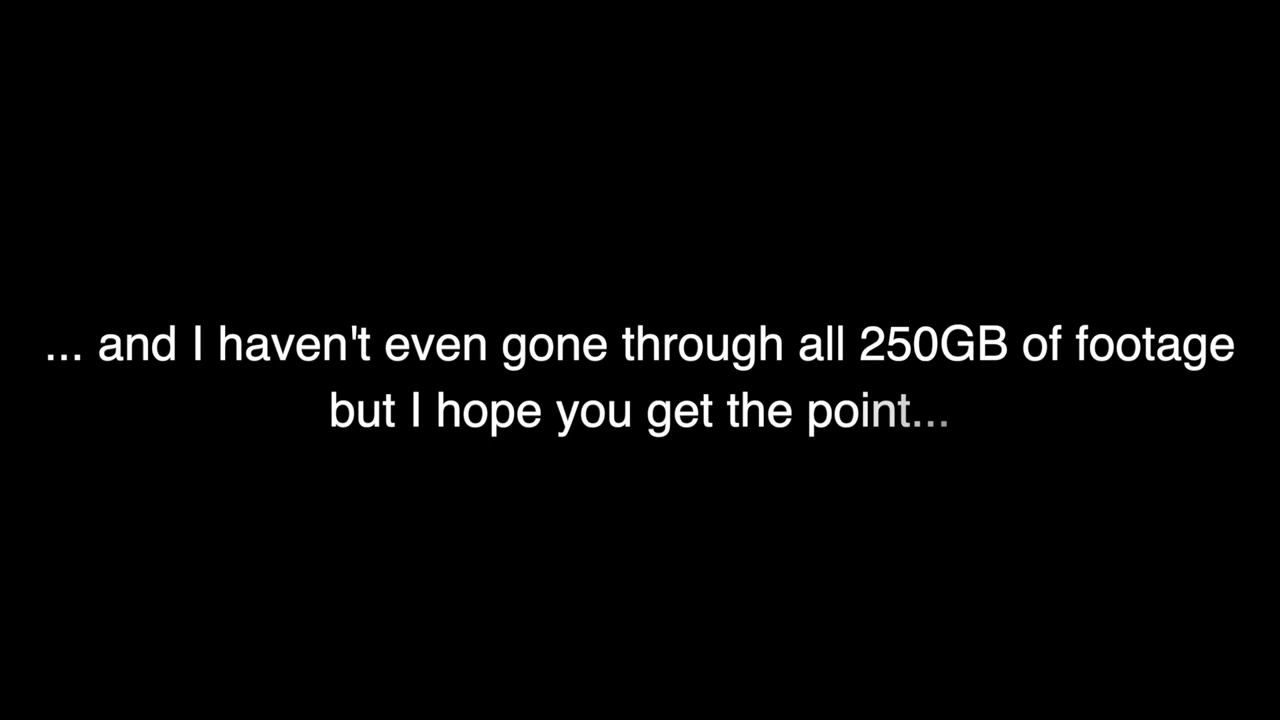 ... and I haven't even gone through all 250GB of footage
but I hope you get the point...